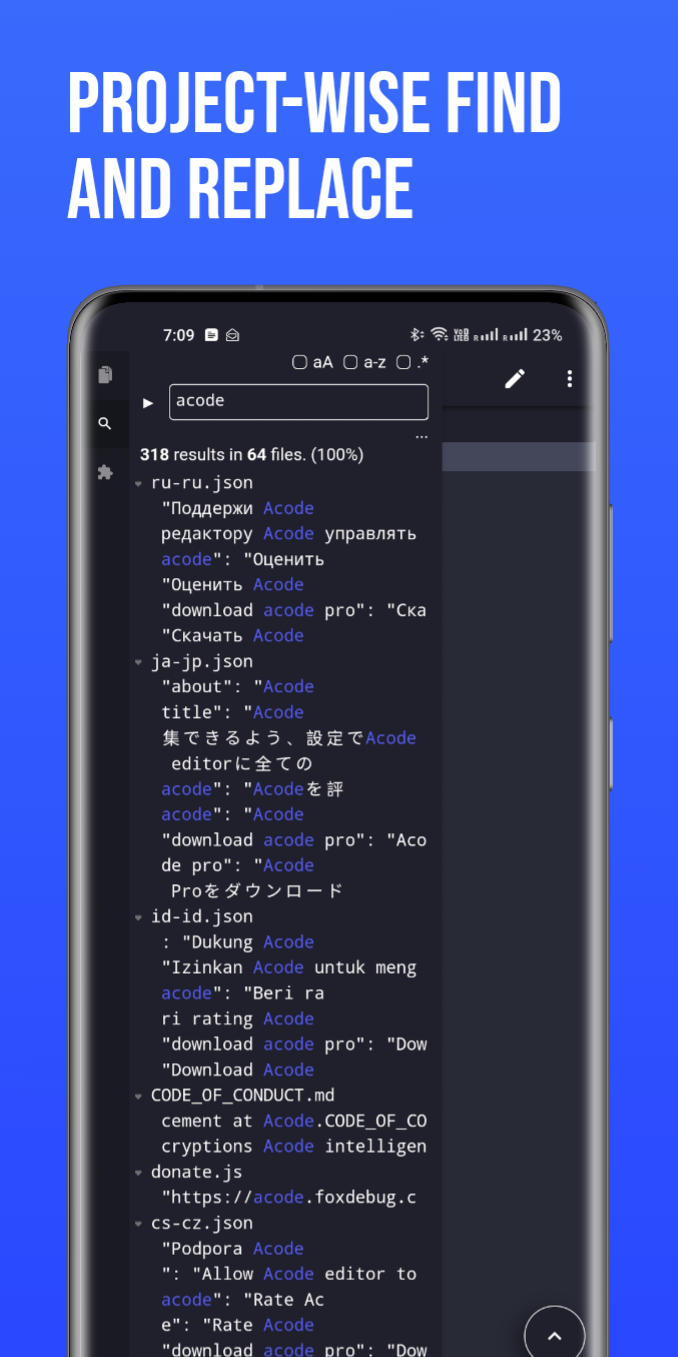 PROJECT-WISE FIND
AND REPLACE
7:09 23%
aA a-z .*
acode
...
318 results in 64 files. (100%)
ru-ru.json
"Поддержи Acode
редактору Acode управлять
acode": "Оценить
"Оценить Acode
"download acode pro": "Ска
"Скачать Acode
ja-jp.json
"about": "Acode
title": "Acode
集できるよう、設定でAcode
editorに全ての
acode": "Acodeを評
acode": "Acode
"download acode pro": "Aco
de pro": "Acode
Proをダウンロード
id-id.json
: "Dukung Acode
"Izinkan Acode untuk meng
acode": "Beri ra
ri rating Acode
"download acode pro": "Dow
"Download Acode
CODE_OF_CONDUCT.md
cement at Acode.CODE_OF_CO
cryptions Acode intelligen
donate.js
"https://acode.foxdebug.c
cs-cz.json
"Podpora Acode
": "Allow Acode editor to
acode": "Rate Ac
e": "Rate Acode
"download acode pro": "Dow